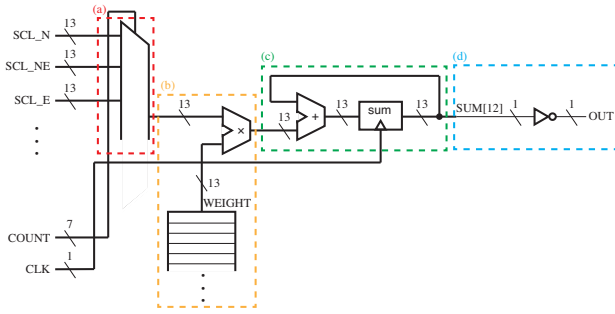 (a)
13
SCL_N
13
SCL_NE
13
SCL_E
(b)
13
×
13
WEIGHT
(c)
13
+
13
sum
13
(d)
SUM[12]
1
1
OUT
7
COUNT
1
CLK